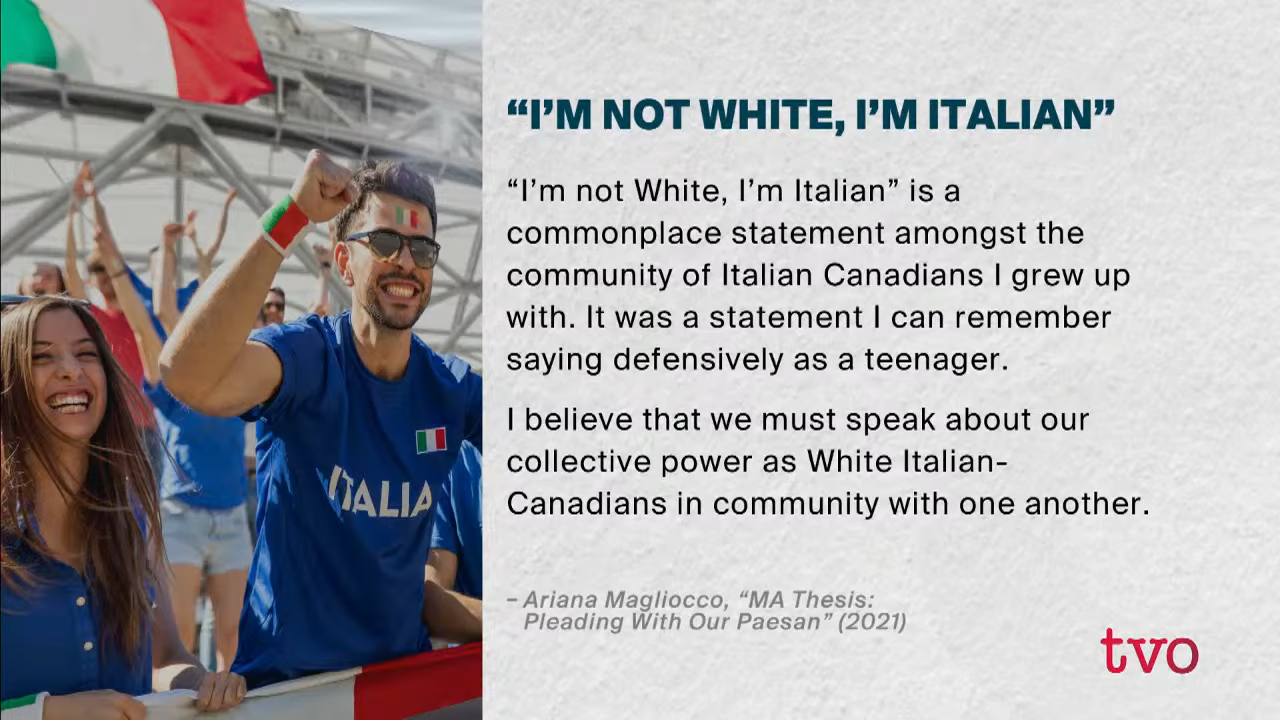 ITALIA
“I’M NOT WHITE, I’M ITALIAN”
“I’m not White, I’m Italian” is a
commonplace statement amongst the
community of Italian Canadians I grew up
with. It was a statement I can remember
saying defensively as a teenager.
I believe that we must speak about our
collective power as White Italian-
Canadians in community with one another.
– Ariana Magliocco, “MA Thesis:
Pleading With Our Paesan” (2021)
tvo